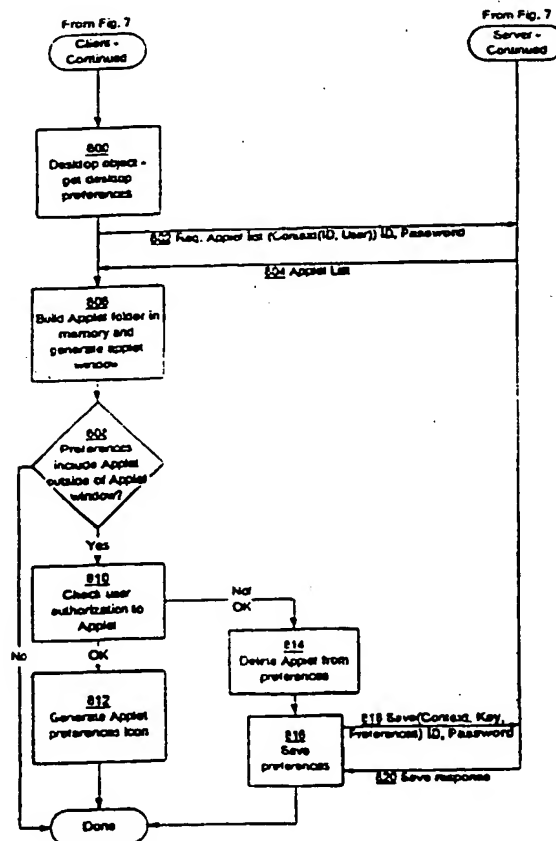 From Fig. 7
Client -
Continued
From Fig. 7
Server -
Continued
800
Desktop object -
get desktop
preferences
802 Req. Applet list (Context(ID, User)) ID, Password
804 Applet List
806
Build Applet folder in
memory and
generate applet
window
Preferences
include Applet
outside of Applet
window?
Yes
No
810
Check user
authorization to
Applet
Not
OK
OK
812
Generate Applet
preferences Icon
814
Applet from
preferences
816
Save
preferences
818 Save(Context, Key,
Preferences) ID, Password
820 Save response
Done